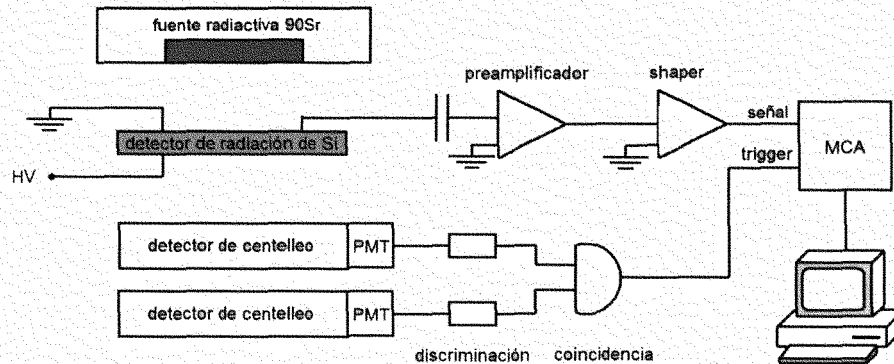 fuente radiactiva 90Sr
preamplificador
shaper
señal
detector de radiación de Si
trigger
MCA
HV
detector de centelleo
PMT
detector de centelleo
PMT
discriminación
coincidencia